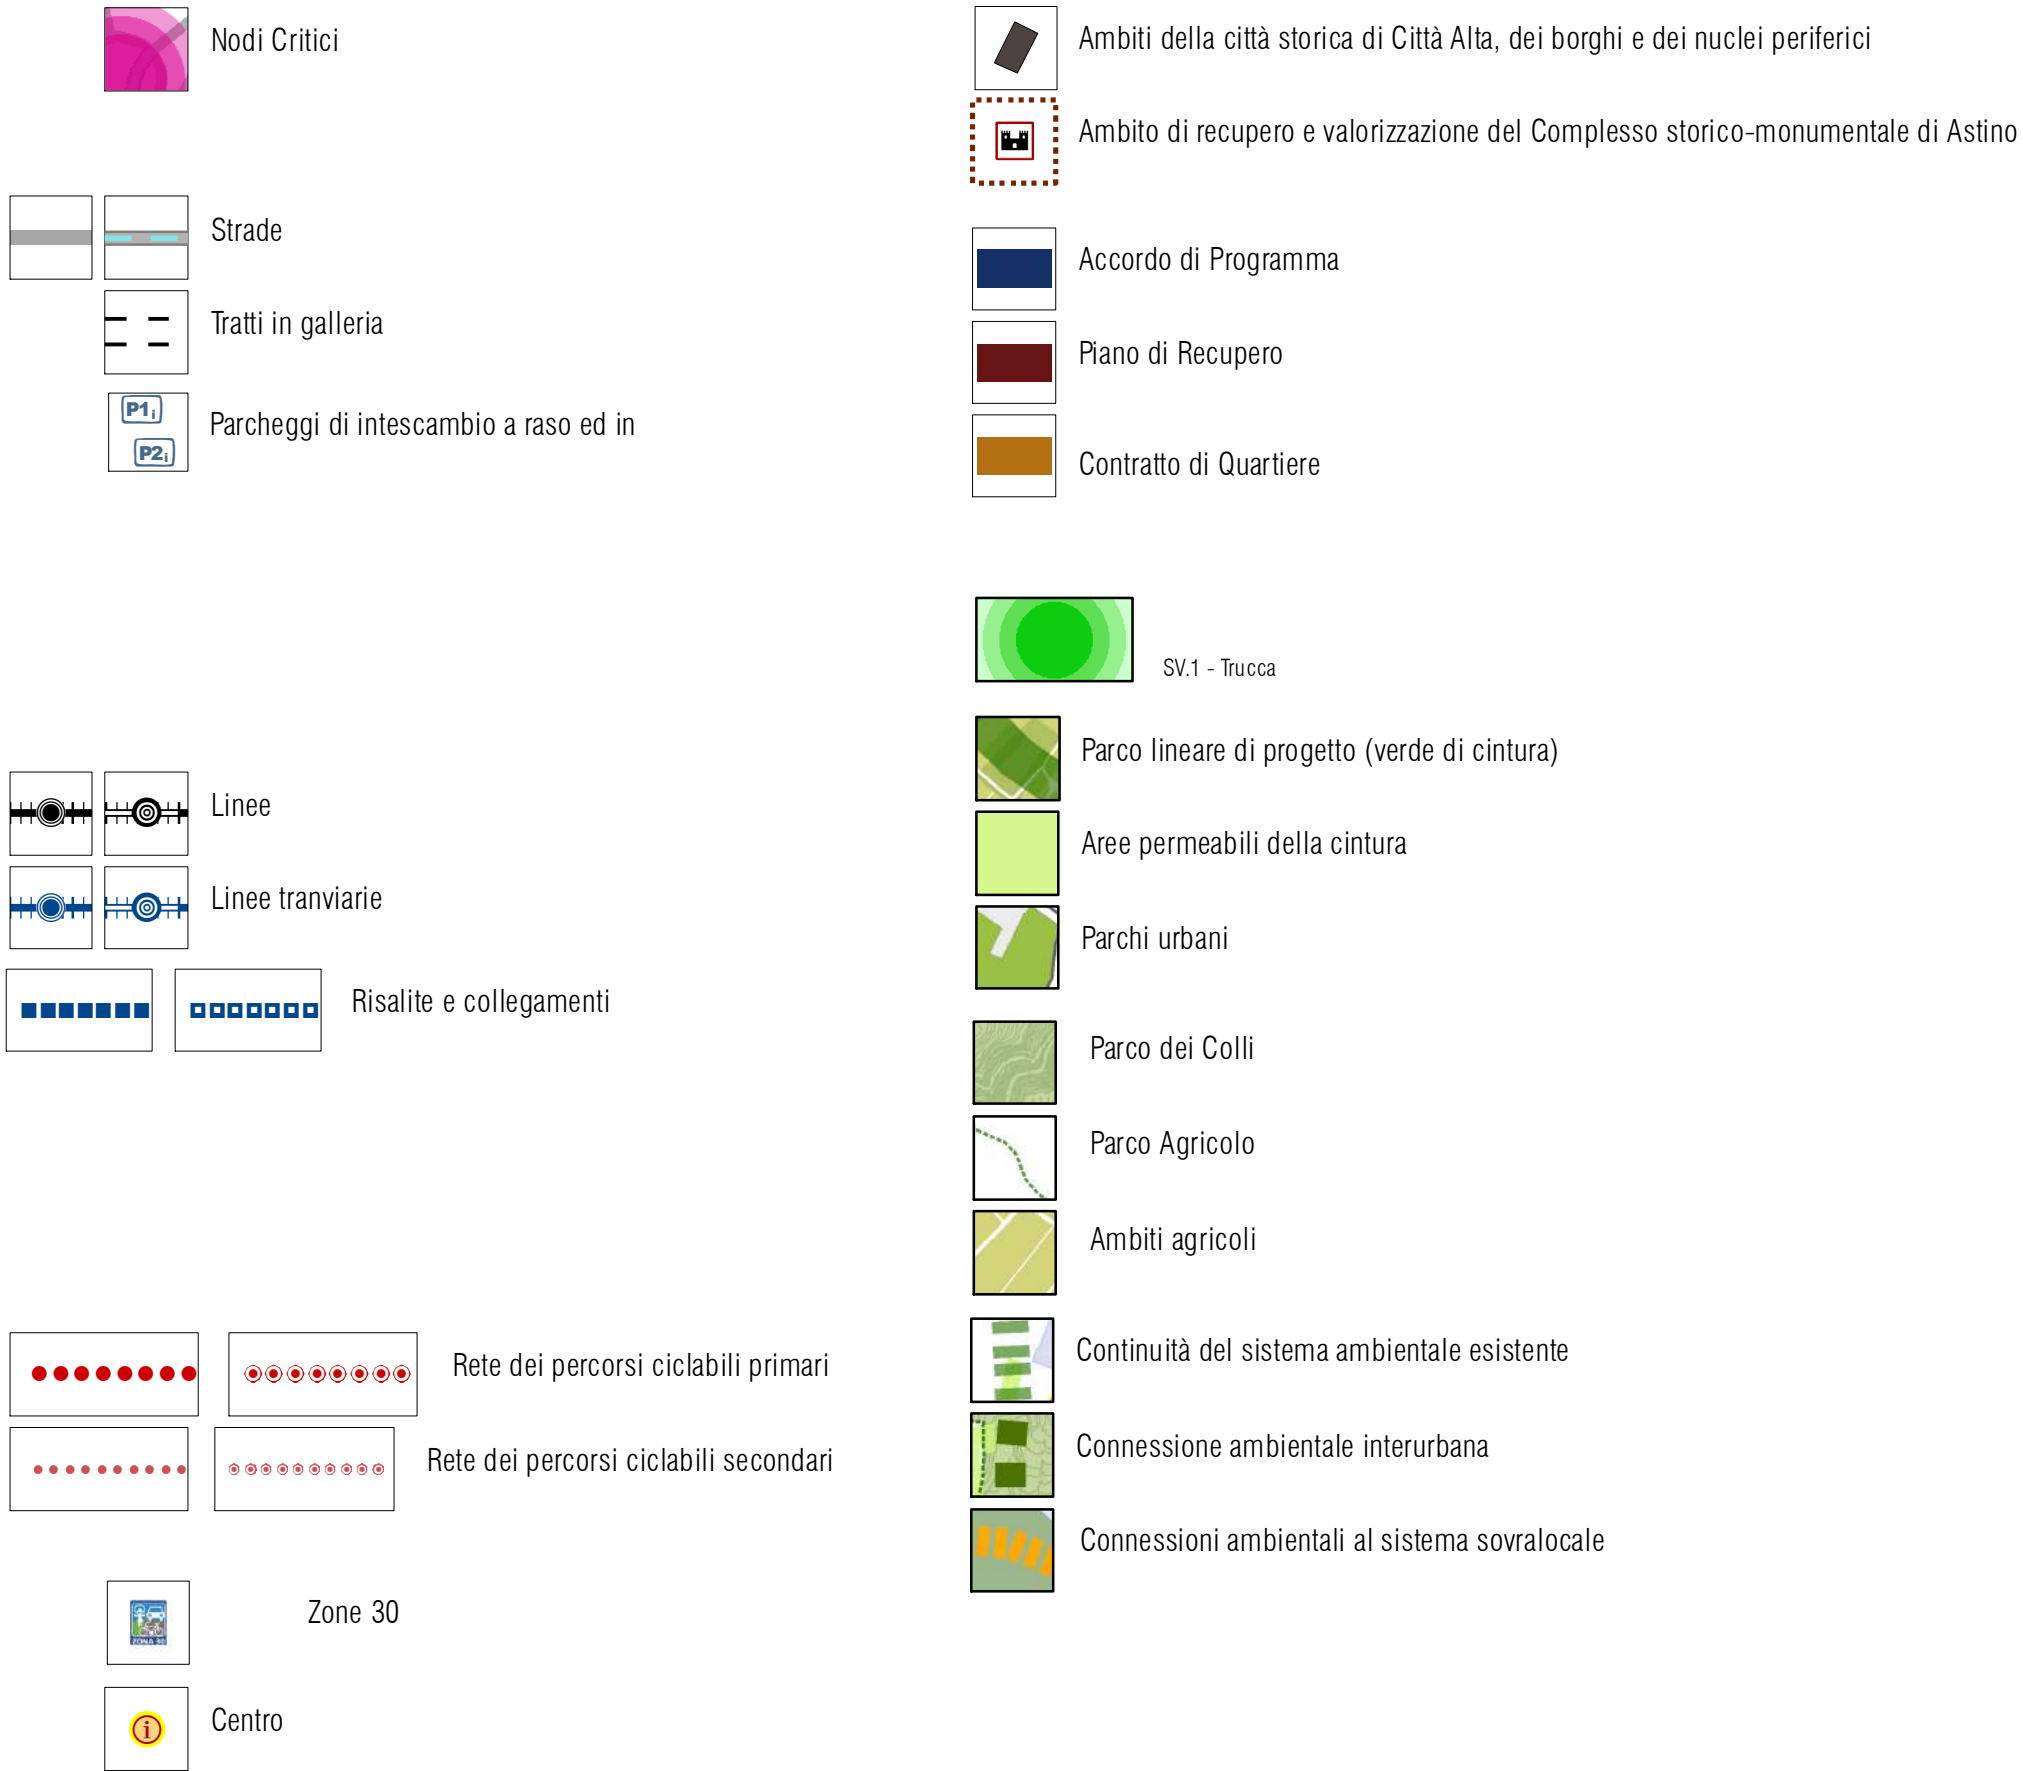 Nodi Critici
Strade
Tratti in galleria
P1i
P2i
Parcheggi di intescambio a raso ed in
Linee
Linee tranviarie
Risalite e collegamenti
Rete dei percorsi ciclabili primari
Rete dei percorsi ciclabili secondari
ZONA 30
Zone 30
i
Centro
Ambiti della città storica di Città Alta, dei borghi e dei nuclei periferici
Ambito di recupero e valorizzazione del Complesso storico-monumentale di Astino
Accordo di Programma
Piano di Recupero
Contratto di Quartiere
SV.1 - Trucca
Parco lineare di progetto (verde di cintura)
Aree permeabili della cintura
Parchi urbani
Parco dei Colli
Parco Agricolo
Ambiti agricoli
Continuità del sistema ambientale esistente
Connessione ambientale interurbana
Connessioni ambientali al sistema sovralocale